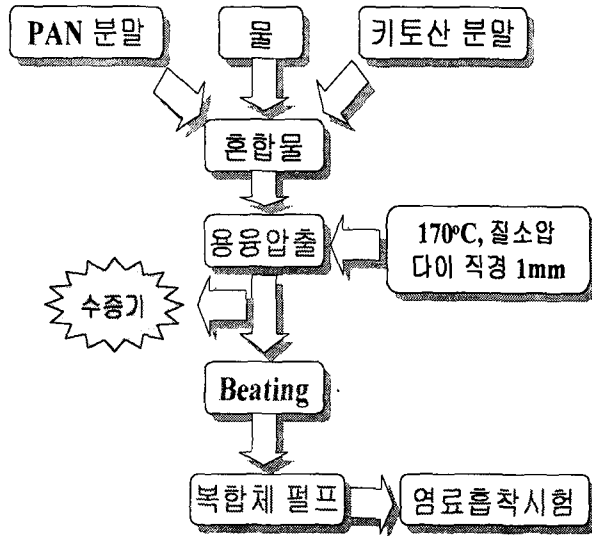 PAN 분말
물
키토산 분말
혼합물
용융압출
170°C, 질소압
다이 직경 1mm
수증기
Beating
복합체 펄프
염료흡착시험